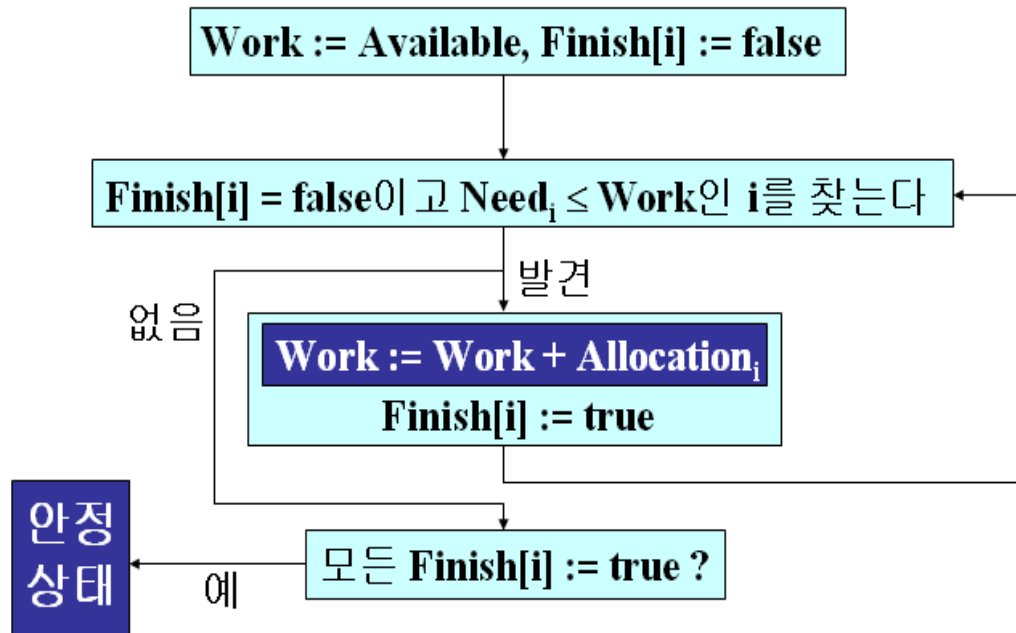 Work := Available, Finish[i] := false
Finish[i] = false이고 Needᵢ ≤ Work인 i를 찾는다
발견
없음
Work := Work + Allocationᵢ
Finish[i] := true
안정
상태
모든 Finish[i] := true ?
예